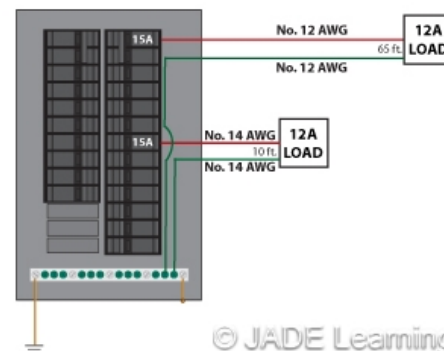 No. 12 AWG
15A
12A
65 ft.
LOAD
No. 12 AWG
15A
No. 14 AWG
12A
10 ft.
LOAD
No. 14 AWG
© JADE Learning